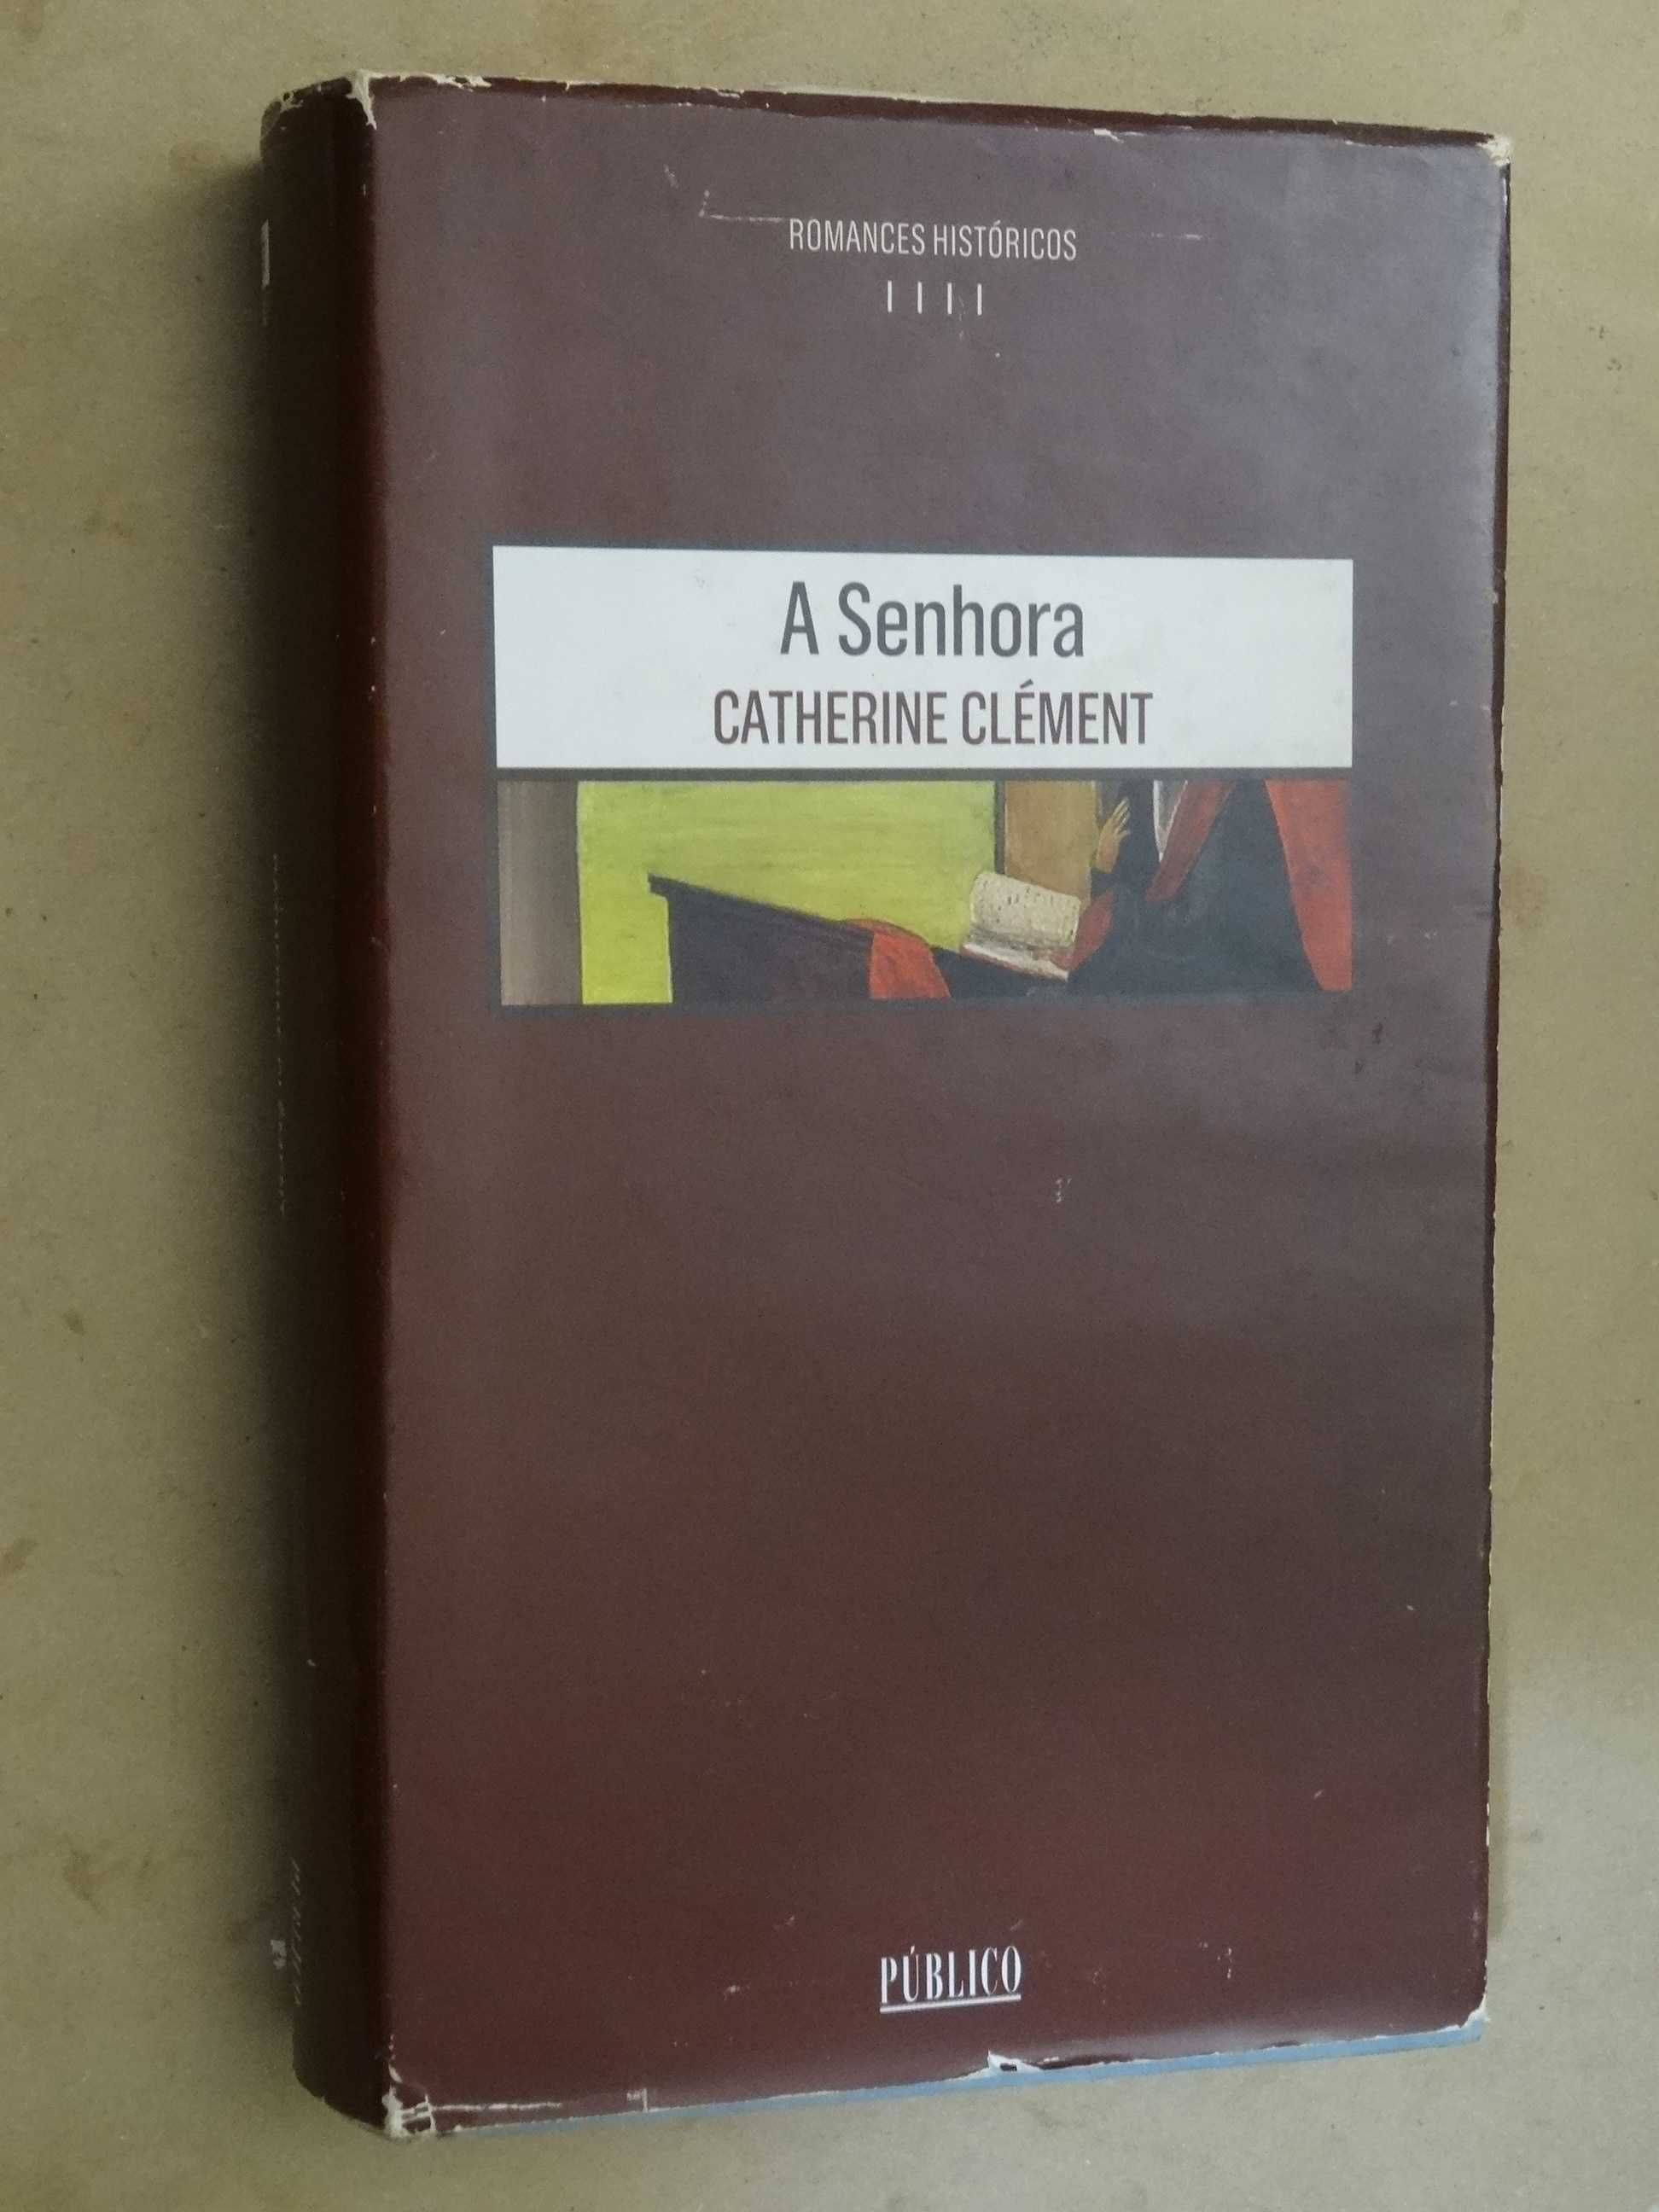 ROMANCES HISTÓRICOS
A Senhora
CATHERINE CLÉMENT
PÚBLICO